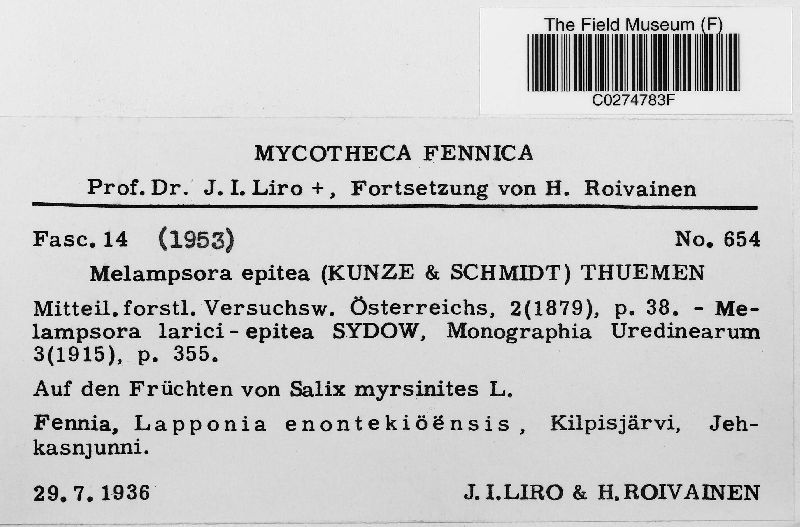 The Field Museum (F)
C0274783F
MYCOTHECA FENNICA
Prof. Dr. J. I. Liro +, Fortsetzung von H. Roivainen
Fasc. 14 (1953) No. 654
Melampsora epitea (KUNZE & SCHMIDT) THUEMEN
Mitteil. forstl. Versuchsw. Österreichs, 2(1879), p. 38. - Me-
lampsora larici - epitea SYDOW, Monographia Uredinearum
3(1915), p. 355.
Auf den Früchten von Salix myrsinites L.
Fennia, Lapponia enontekiöënsis, Kilpisjärvi, Jeh-
kasnjunni.
29. 7. 1936 J. I. LIRO & H. ROIVAINEN